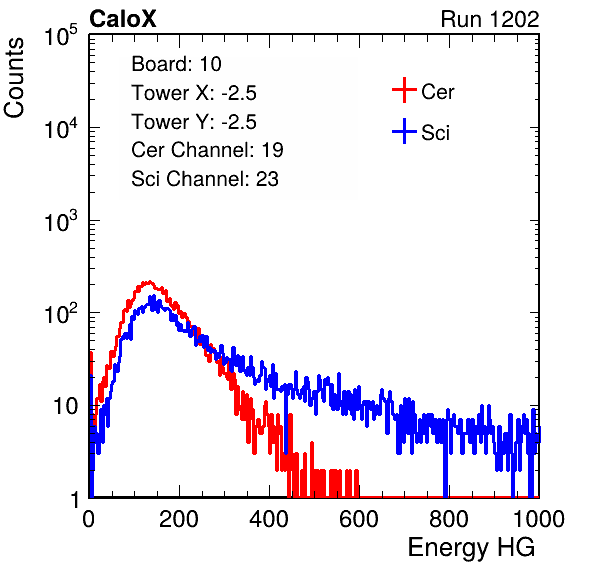 CaloX Run 1202
10^5
Board: 10
Tower X: -2.5
Tower Y: -2.5
Cer Channel: 19
Sci Channel: 23
Cer
Sci
Counts
10^4
10^3
10^2
10
1
0 200 400 600 800 1000
Energy HG